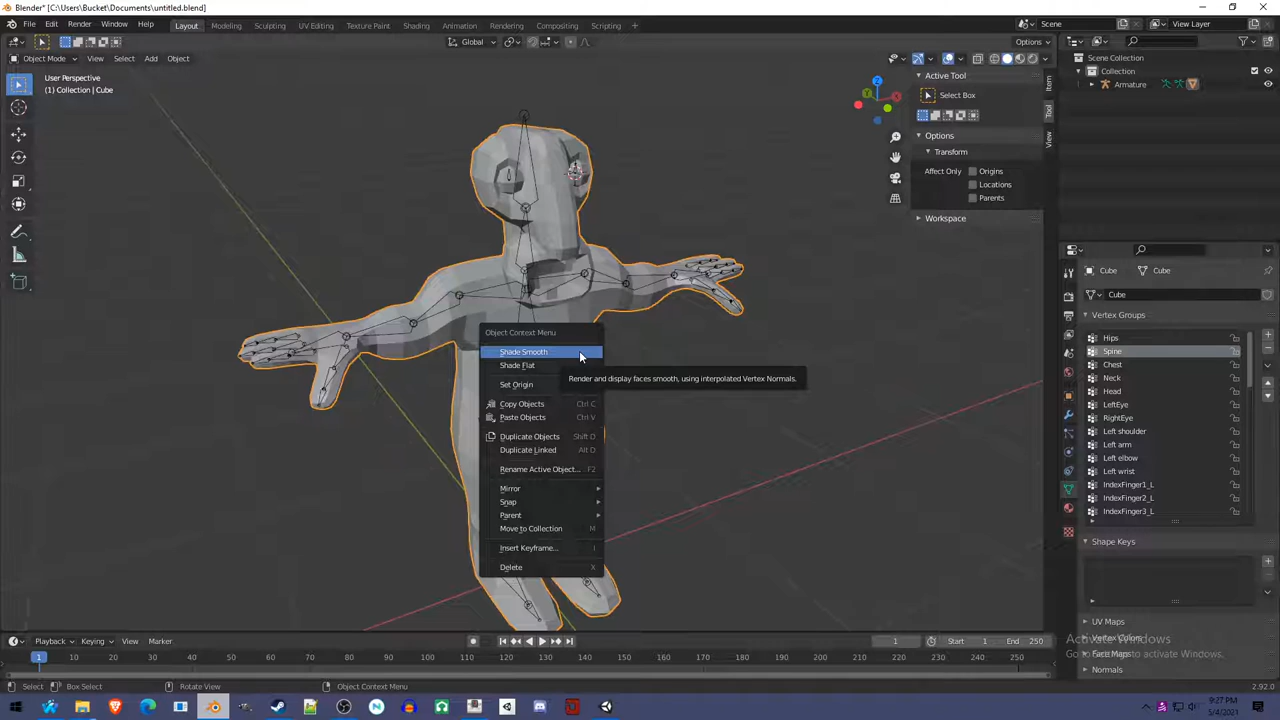 Blender* [C:\Users\Bucket\Documents\untitled.blend]
File Edit Render Window Help Layout Modeling Sculpting UV Editing Texture Paint Shading Animation Rendering Compositing Scripting + Scene View Layer
Global Options
Object Mode View Select Add Object
User Perspective
(1) Collection | Cube
Active Tool
Select Box
Options
Transform
Affect Only Origins
Locations
Parents
Workspace
Item
Tool
View
Scene Collection
Collection
Armature
Cube Cube
Cube
Vertex Groups
Hips
Spine
Chest
Neck
Head
LeftEye
RightEye
Left shoulder
Left arm
Left elbow
Left wrist
IndexFinger1_L
IndexFinger2_L
IndexFinger3_L
Shape Keys
UV Maps
Vertex Colors
Face Maps
Normals
Activate Windows
Go to Settings to activate Windows.
Object Context Menu
Shade Smooth
Shade Flat
Render and display faces smooth, using interpolated Vertex Normals.
Set Origin
Copy Objects Ctrl C
Paste Objects Ctrl V
Duplicate Objects Shift D
Duplicate Linked Alt D
Rename Active Object... F2
Mirror
Snap
Parent
Move to Collection M
Insert Keyframe... I
Delete X
Playback Keying View Marker 1 Start 1 End 250
1 10 20 30 40 50 60 70 80 90 100 110 120 130 140 150 160 170 180 190 200 210 220 230 240 250
Select Box Select Rotate View Object Context Menu 2.92.0
9:27 PM
5/4/2021